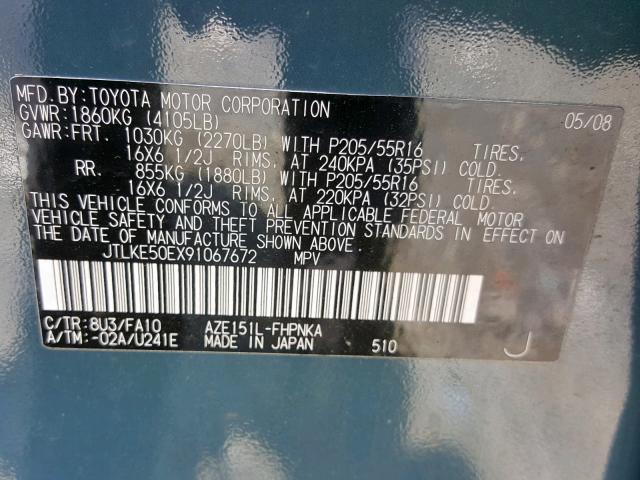 MFD.BY:TOYOTA MOTOR CORPORATION 05/08
GVWR:1860KG (4105LB)
GAWR:FRT. 1030KG (2270LB) WITH P205/55R16 TIRES,
16X6 1/2J RIMS, AT 240KPA (35PSI) COLD.
RR. 855KG (1880LB) WITH P205/55R16 TIRES,
16X6 1/2J RIMS, AT 220KPA (32PSI) COLD.
THIS VEHICLE CONFORMS TO ALL APPLICABLE FEDERAL MOTOR
VEHICLE SAFETY AND THEFT PREVENTION STANDARDS IN EFFECT ON
THE DATE OF MANUFACTURE SHOWN ABOVE.
JTLKE50EX91067672 MPV
C/TR:8U3/FA10 AZE151L-FHPNKA
A/TM:-02A/U241E MADE IN JAPAN 510 J